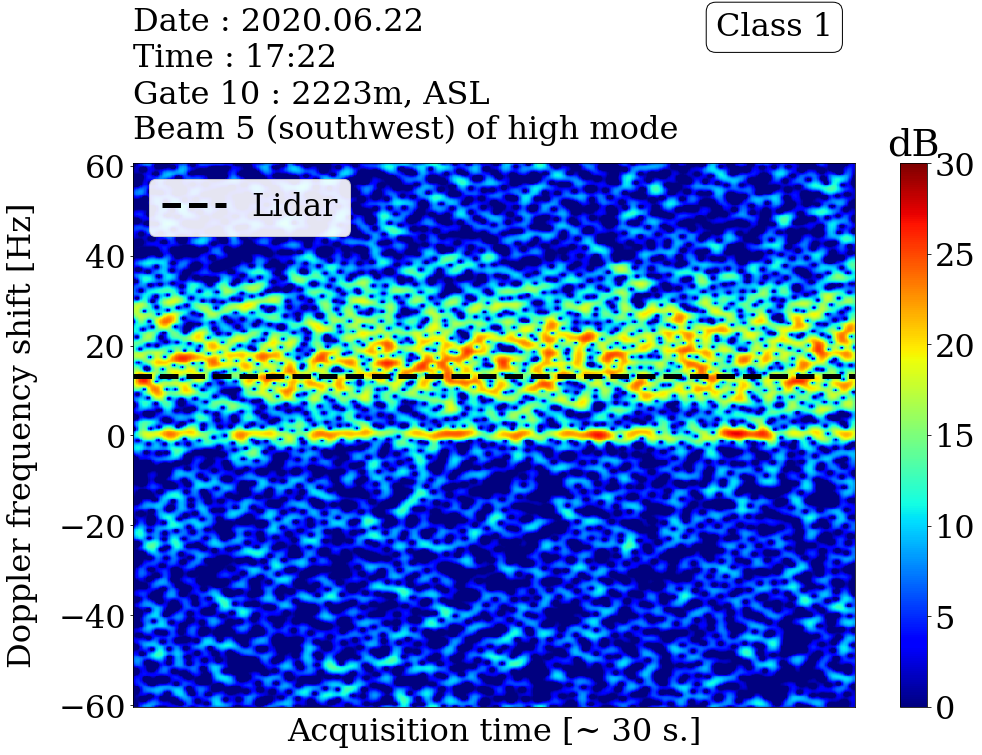 Date : 2020.06.22
Time : 17:22
Gate 10 : 2223m, ASL
Beam 5 (southwest) of high mode
Class 1
dB
Lidar
Doppler frequency shift [Hz]
60
40
20
0
−20
−40
−60
30
25
20
15
10
5
0
Acquisition time [~ 30 s.]